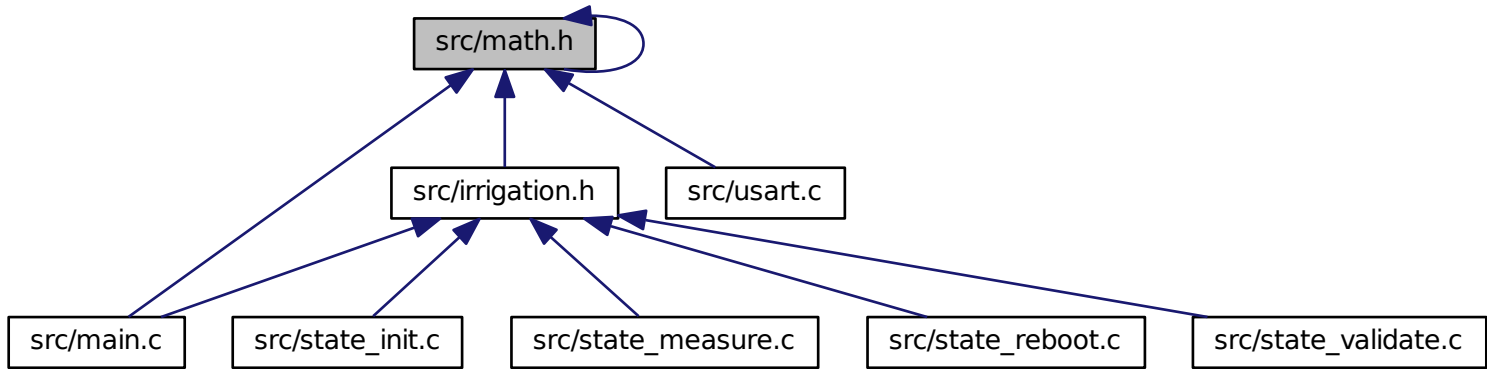 src/math.h
src/irrigation.h
src/usart.c
src/main.c
src/state_init.c
src/state_measure.c
src/state_reboot.c
src/state_validate.c